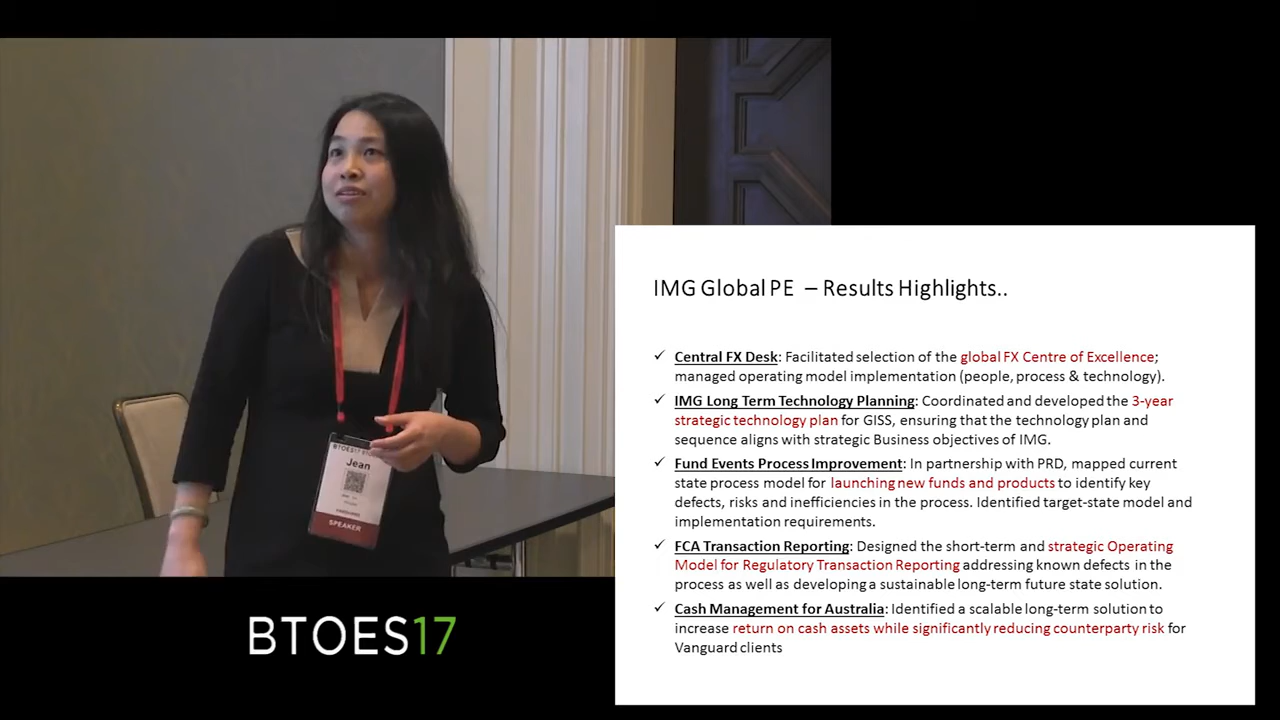 BTOES17
Jean
SPEAKER
BTOES17
IMG Global PE – Results Highlights..
✓ Central FX Desk: Facilitated selection of the global FX Centre of Excellence;
managed operating model implementation (people, process & technology).
✓ IMG Long Term Technology Planning: Coordinated and developed the 3-year
strategic technology plan for GISS, ensuring that the technology plan and
sequence aligns with strategic Business objectives of IMG.
✓ Fund Events Process Improvement: In partnership with PRD, mapped current
state process model for launching new funds and products to identify key
defects, risks and inefficiencies in the process. Identified target-state model and
implementation requirements.
✓ FCA Transaction Reporting: Designed the short-term and strategic Operating
Model for Regulatory Transaction Reporting addressing known defects in the
process as well as developing a sustainable long-term future state solution.
✓ Cash Management for Australia: Identified a scalable long-term solution to
increase return on cash assets while significantly reducing counterparty risk for
Vanguard clients